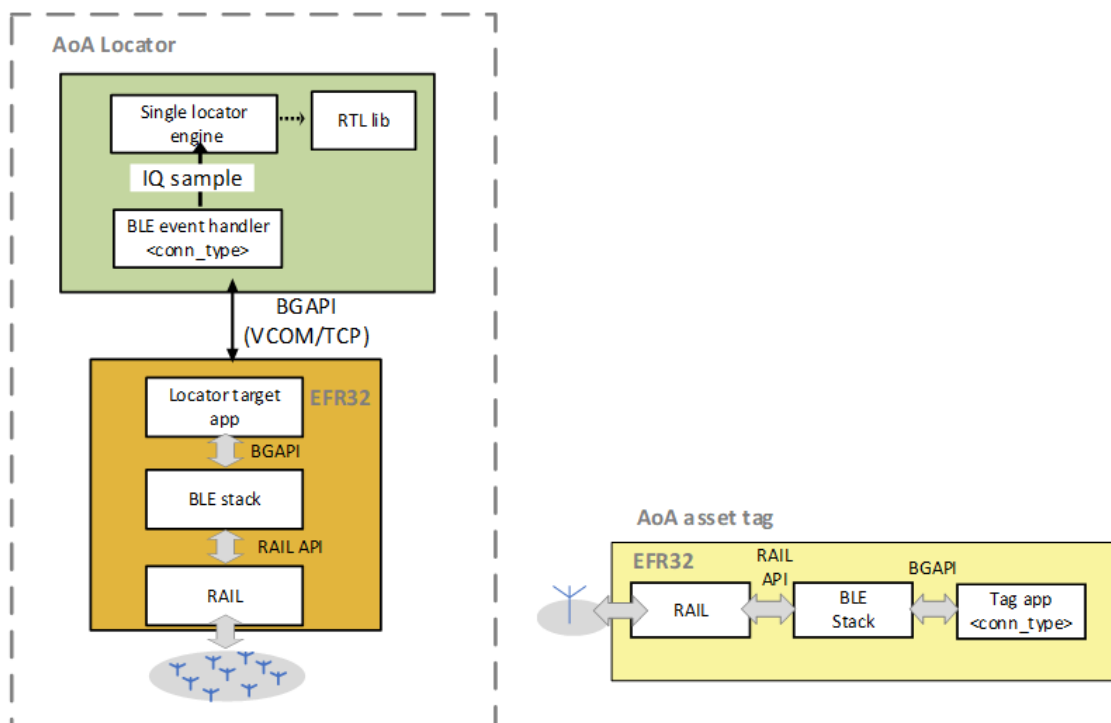 AoA Locator
Single locator
engine
RTL lib
IQ sample
BLE event handler
<conn_type>
BGAPI
(VCOM/TCP)
Locator target
app
EFR32
BGAPI
BLE stack
RAIL API
RAIL
AoA asset tag
EFR32
RAIL
RAIL
API
BLE
Stack
BGAPI
Tag app
<conn_type>